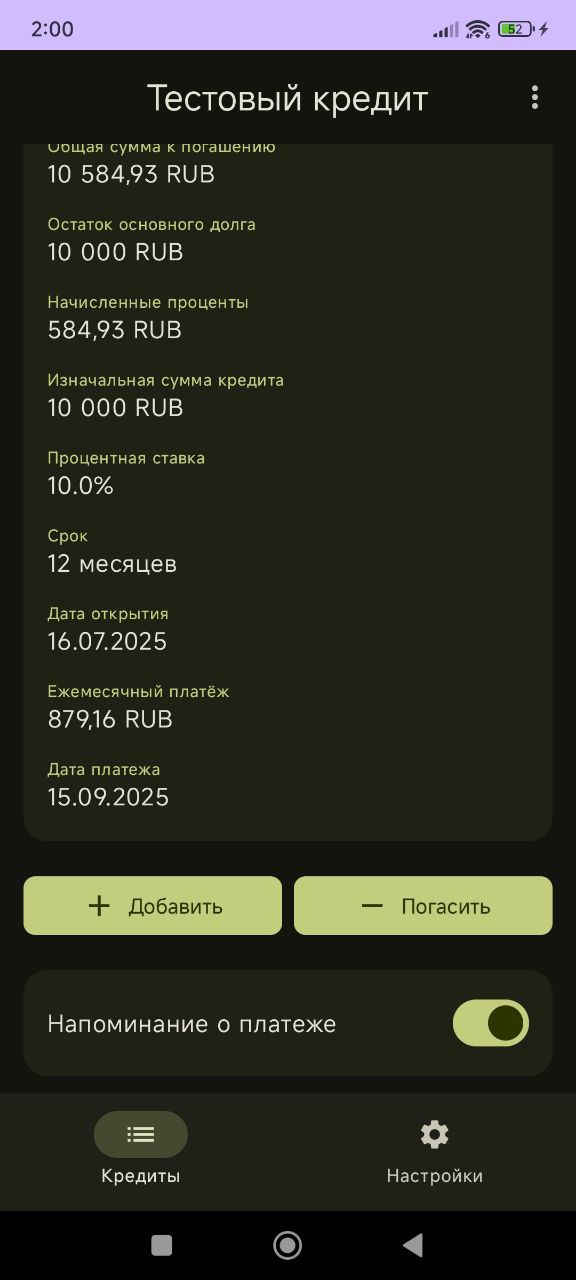 2:00
52
Тестовый кредит
Общая сумма к погашению
10 584,93 RUB
Остаток основного долга
10 000 RUB
Начисленные проценты
584,93 RUB
Изначальная сумма кредита
10 000 RUB
Процентная ставка
10.0%
Срок
12 месяцев
Дата открытия
16.07.2025
Ежемесячный платёж
879,16 RUB
Дата платежа
15.09.2025
Добавить
Погасить
Напоминание о платеже
Кредиты
Настройки